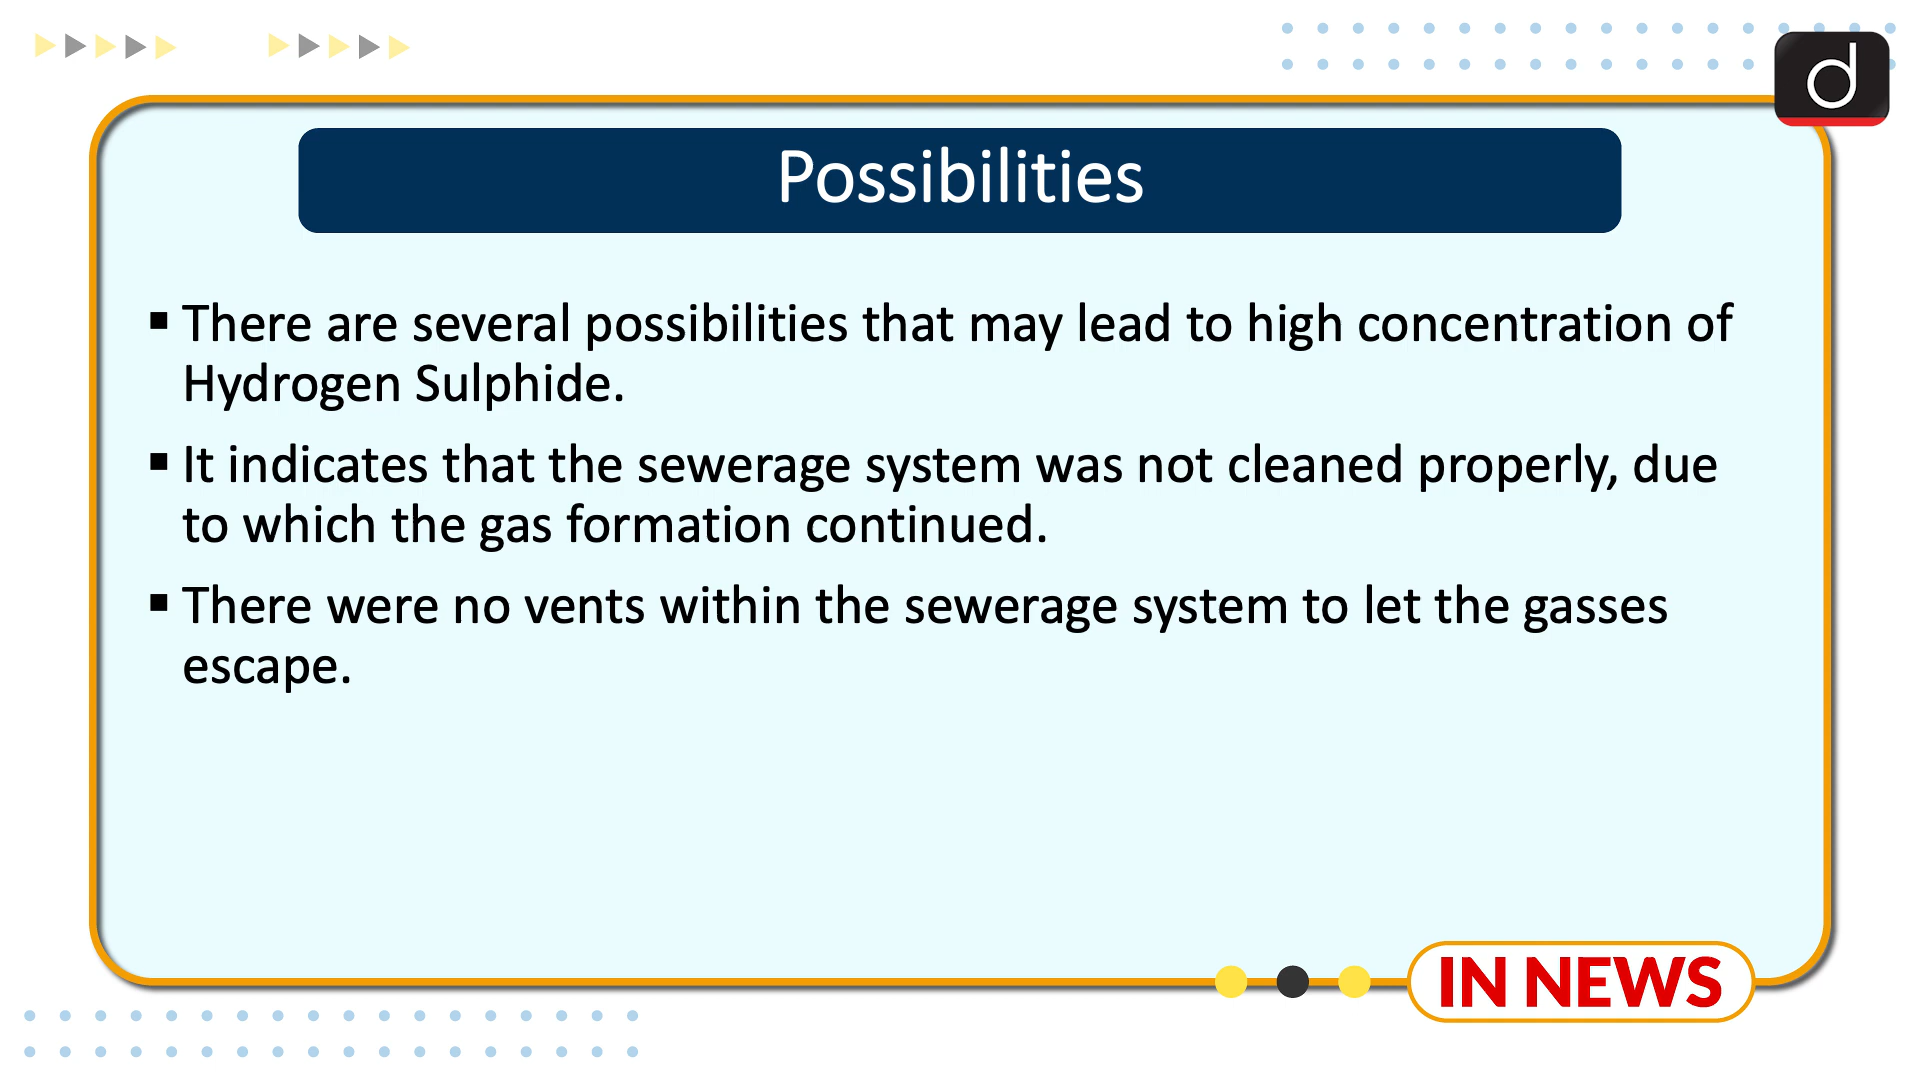 d
Possibilities
▪ There are several possibilities that may lead to high concentration of
Hydrogen Sulphide.
▪ It indicates that the sewerage system was not cleaned properly, due
to which the gas formation continued.
▪ There were no vents within the sewerage system to let the gasses
escape.
IN NEWS